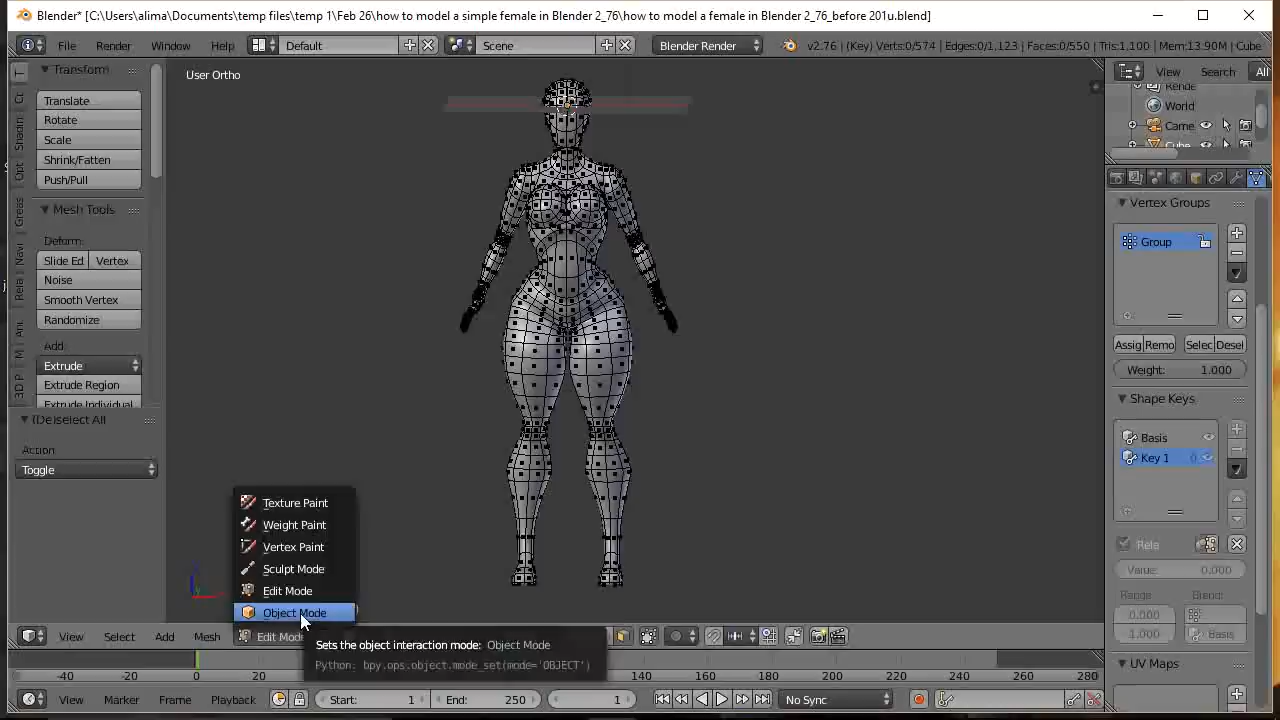 Blender* [C:\Users\alima\Documents\temp files\temp 1\Feb 26\how to model a simple female in Blender 2_76\how to model a female in Blender 2_76_before 201u.blend]
File Render Window Help Default Scene Blender Render v2.76 | (Key) Verts:0/574 | Edges:0/1,123 | Faces:0/550 | Tris:1,100 | Mem:13.90M | Cube
Transform
User Ortho
View Search All
Translate
Rotate
Scale
Shrink/Fatten
Push/Pull
Mesh Tools
Deform:
Slide Ed Vertex
Noise
Smooth Vertex
Randomize
Add:
Extrude
Extrude Region
Extrude Individual
(De)select All
Action
Toggle
Shadin
Opt
Greas
Navi
Rela
Ani
M
3D P
Texture Paint
Weight Paint
Vertex Paint
Sculpt Mode
Edit Mode
Object Mode
View Select Add Mesh Edit Mode
Sets the object interaction mode: Object Mode
Python: bpy.ops.object.mode_set(mode='OBJECT')
Rende
World
Came
Cube
Vertex Groups
Group
Assig Remo Selec Desel
Weight: 1.000
Shape Keys
Basis
Key 1
Rela
Value: 0.000
Range: Blend:
0.000
1.000 Basis
UV Maps
-40 -20 0 20 140 160 180 200 220 240 260 280
View Marker Frame Playback Start: 1 End: 250 1 No Sync